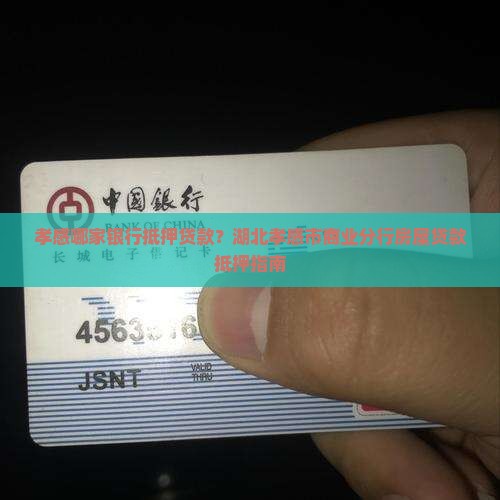 中國銀行
BANK OF CHINA
孝感哪家银行抵押贷款？湖北孝感市商业分行房屋贷款
抵押指南
长城电子借记卡
4563
JSNT
VALID
THRU